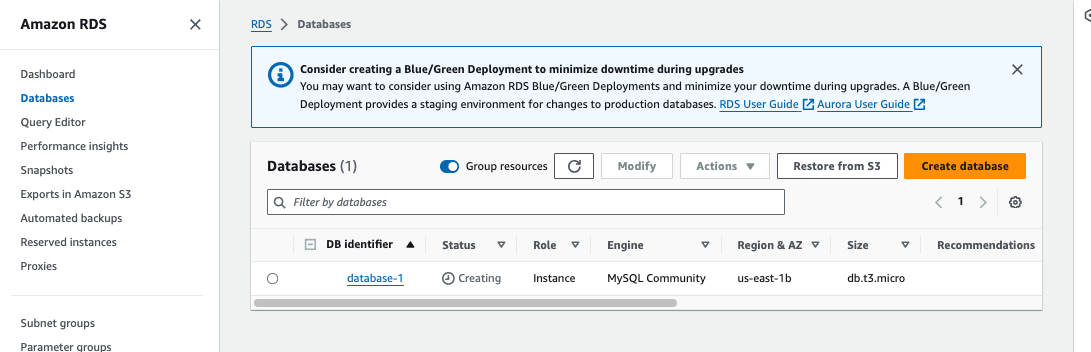 Amazon RDS
Dashboard
Databases
Query Editor
Performance insights
Snapshots
Exports in Amazon S3
Automated backups
Reserved instances
Proxies
Subnet groups
Parameter groups
RDS > Databases
Consider creating a Blue/Green Deployment to minimize downtime during upgrades
You may want to consider using Amazon RDS Blue/Green Deployments and minimize your downtime during upgrades. A Blue/Green
Deployment provides a staging environment for changes to production databases. RDS User Guide Aurora User Guide
Databases (1) Group resources Modify Actions Restore from S3 Create database
Filter by databases 1
DB identifier Status Role Engine Region & AZ Size Recommendations
database-1 Creating Instance MySQL Community us-east-1b db.t3.micro